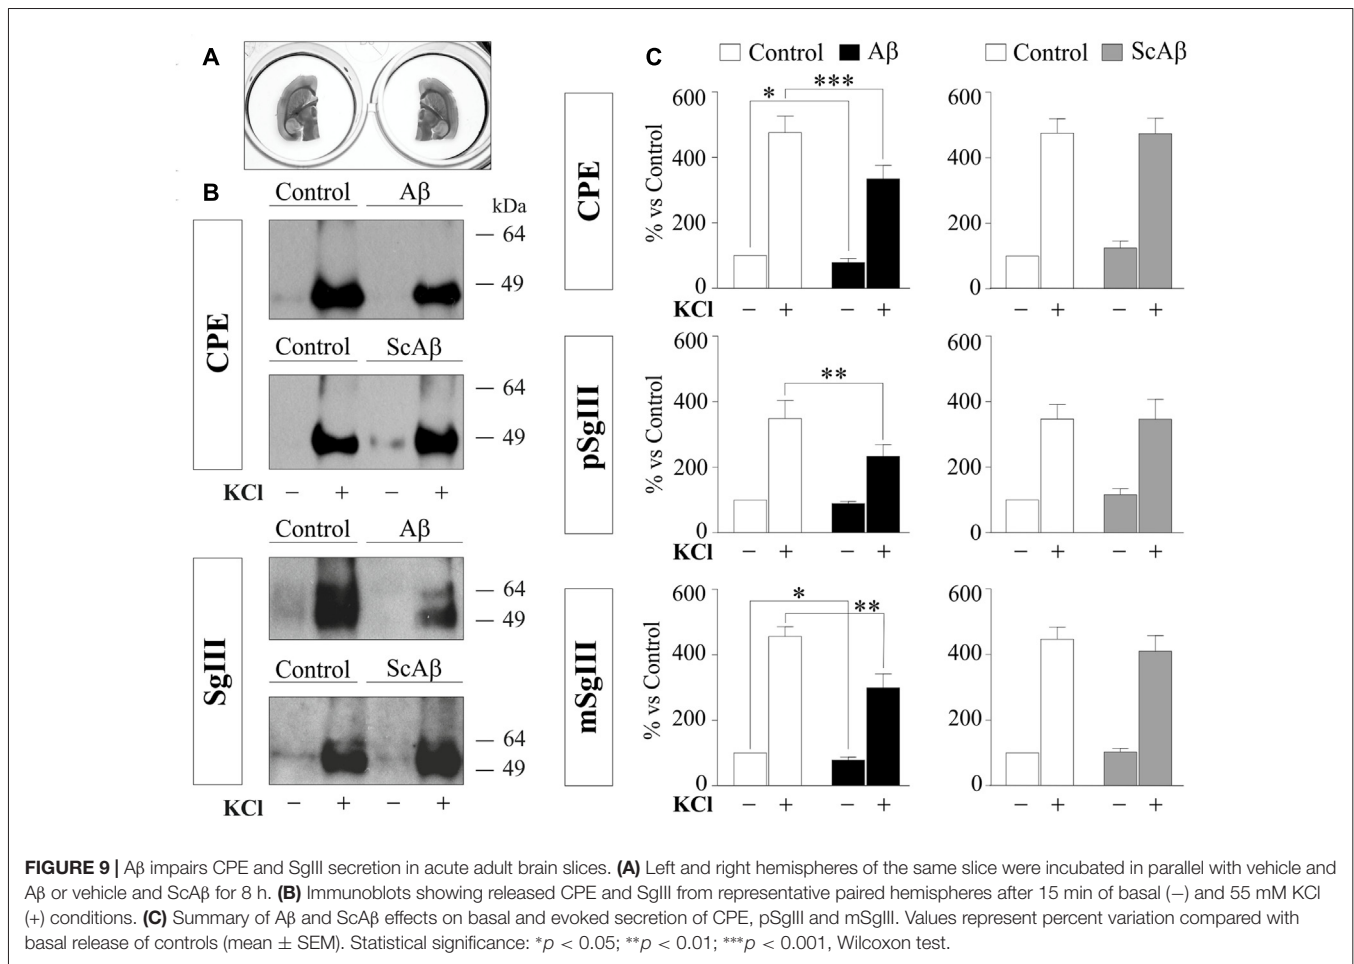 A
B
Control Aβ
kDa
— 64
— 49
CPE
Control ScAβ
— 64
— 49
KCl − + − +
Control Aβ
— 64
— 49
SgIII
Control ScAβ
— 64
— 49
KCl − + − +
C
Control Aβ
Control ScAβ
CPE
% vs Control
600
400
200
0
* ***
KCl − + − +
600
400
200
0
− + − +
pSgIII
% vs Control
600
400
200
0
**
KCl − + − +
600
400
200
0
− + − +
mSgIII
% vs Control
600
400
200
0
* **
KCl − + − +
600
400
200
0
− + − +
FIGURE 9 | Aβ impairs CPE and SgIII secretion in acute adult brain slices. (A) Left and right hemispheres of the same slice were incubated in parallel with vehicle and
Aβ or vehicle and ScAβ for 8 h. (B) Immunoblots showing released CPE and SgIII from representative paired hemispheres after 15 min of basal (−) and 55 mM KCl
(+) conditions. (C) Summary of Aβ and ScAβ effects on basal and evoked secretion of CPE, pSgIII and mSgIII. Values represent percent variation compared with
basal release of controls (mean ± SEM). Statistical significance: *p < 0.05; **p < 0.01; ***p < 0.001, Wilcoxon test.